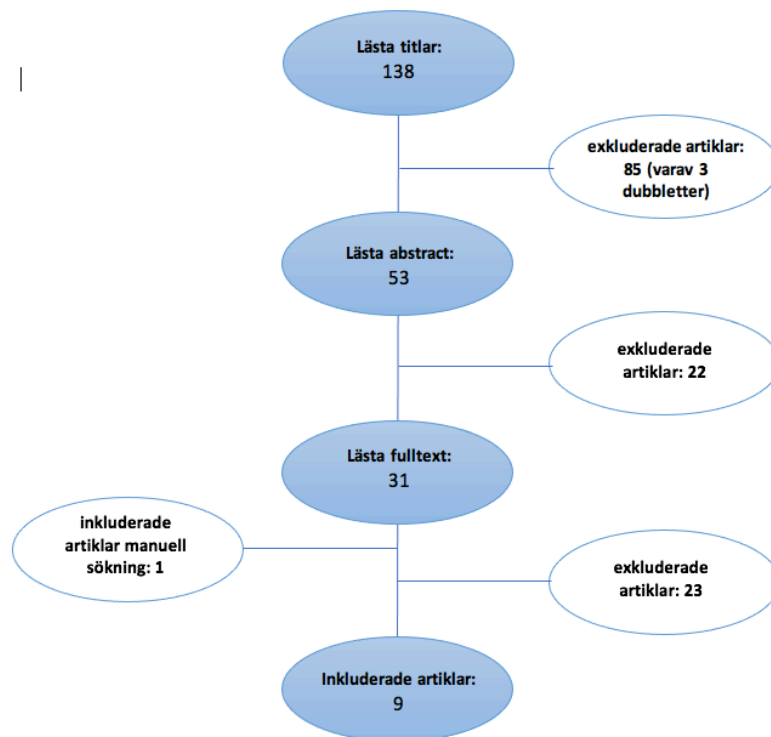 Lästa titlar:
138
exkluderade artiklar:
85 (varav 3
dubbletter)
Lästa abstract:
53
exkluderade
artiklar: 22
Lästa fulltext:
31
inkluderade
artiklar manuell
sökning: 1
exkluderade
artiklar: 23
Inkluderade artiklar:
9